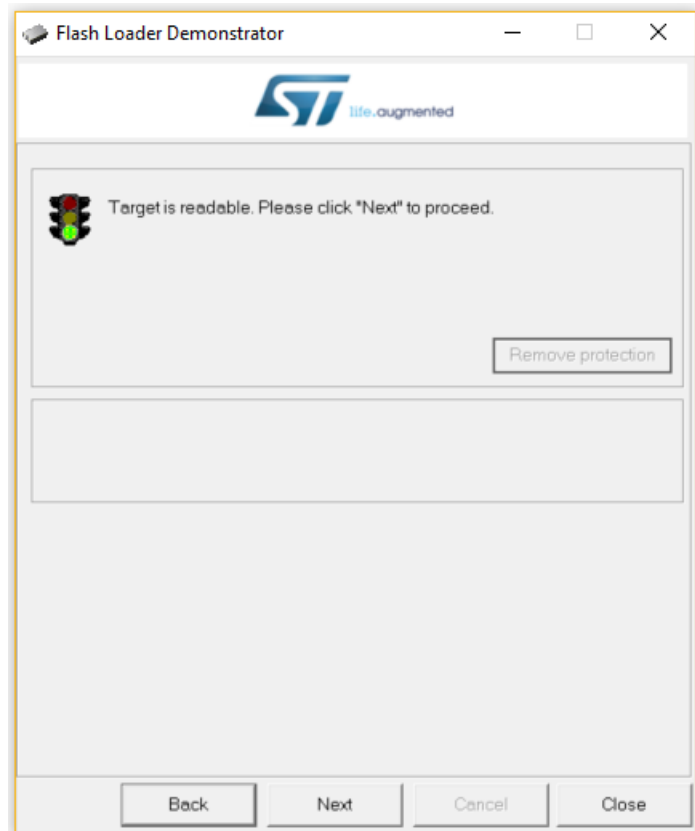 Flash Loader Demonstrator
ST life.augmented
Target is readable. Please click "Next" to proceed.
Remove protection
Back Next Cancel Close